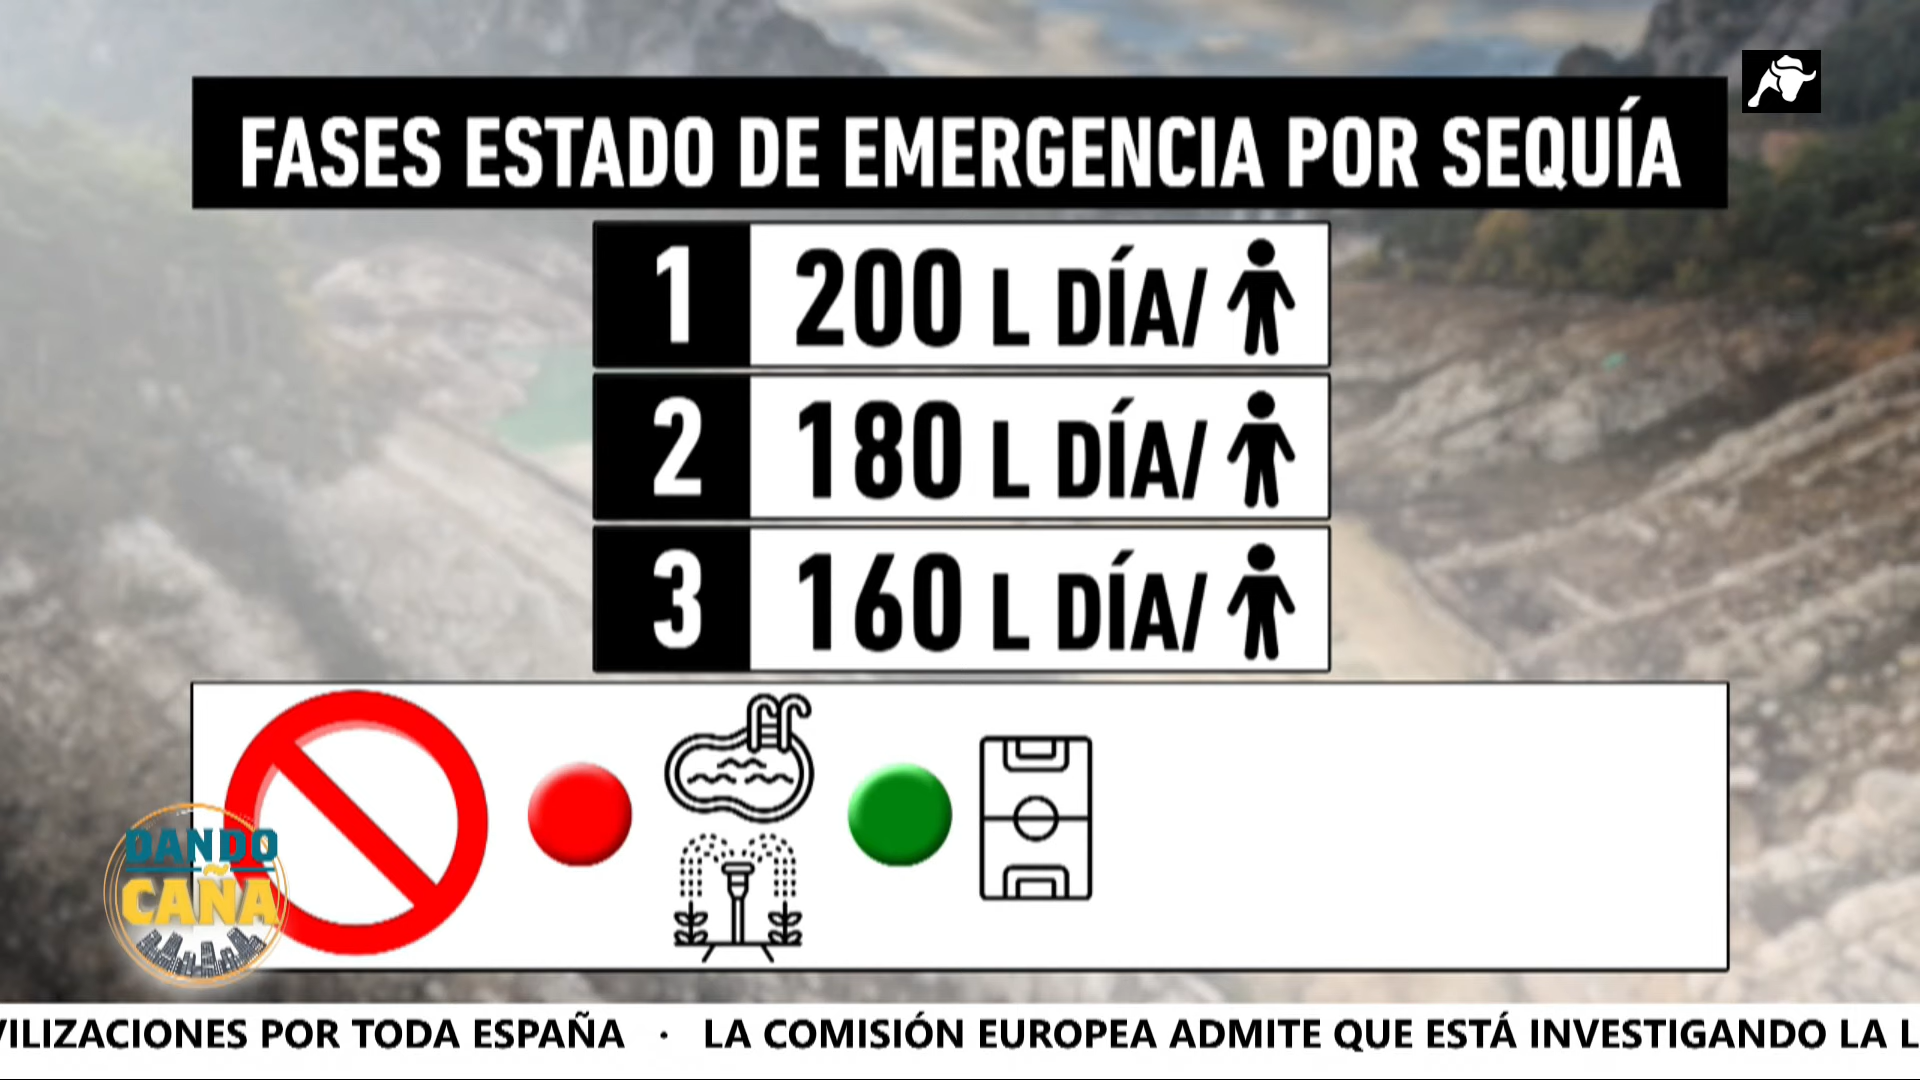 FASES ESTADO DE EMERGENCIA POR SEQUÍA
1 200 L DÍA/
2 180 L DÍA/
3 160 L DÍA/
DANDO
CAÑA
VILIZACIONES POR TODA ESPAÑA · LA COMISIÓN EUROPEA ADMITE QUE ESTÁ INVESTIGANDO LA L